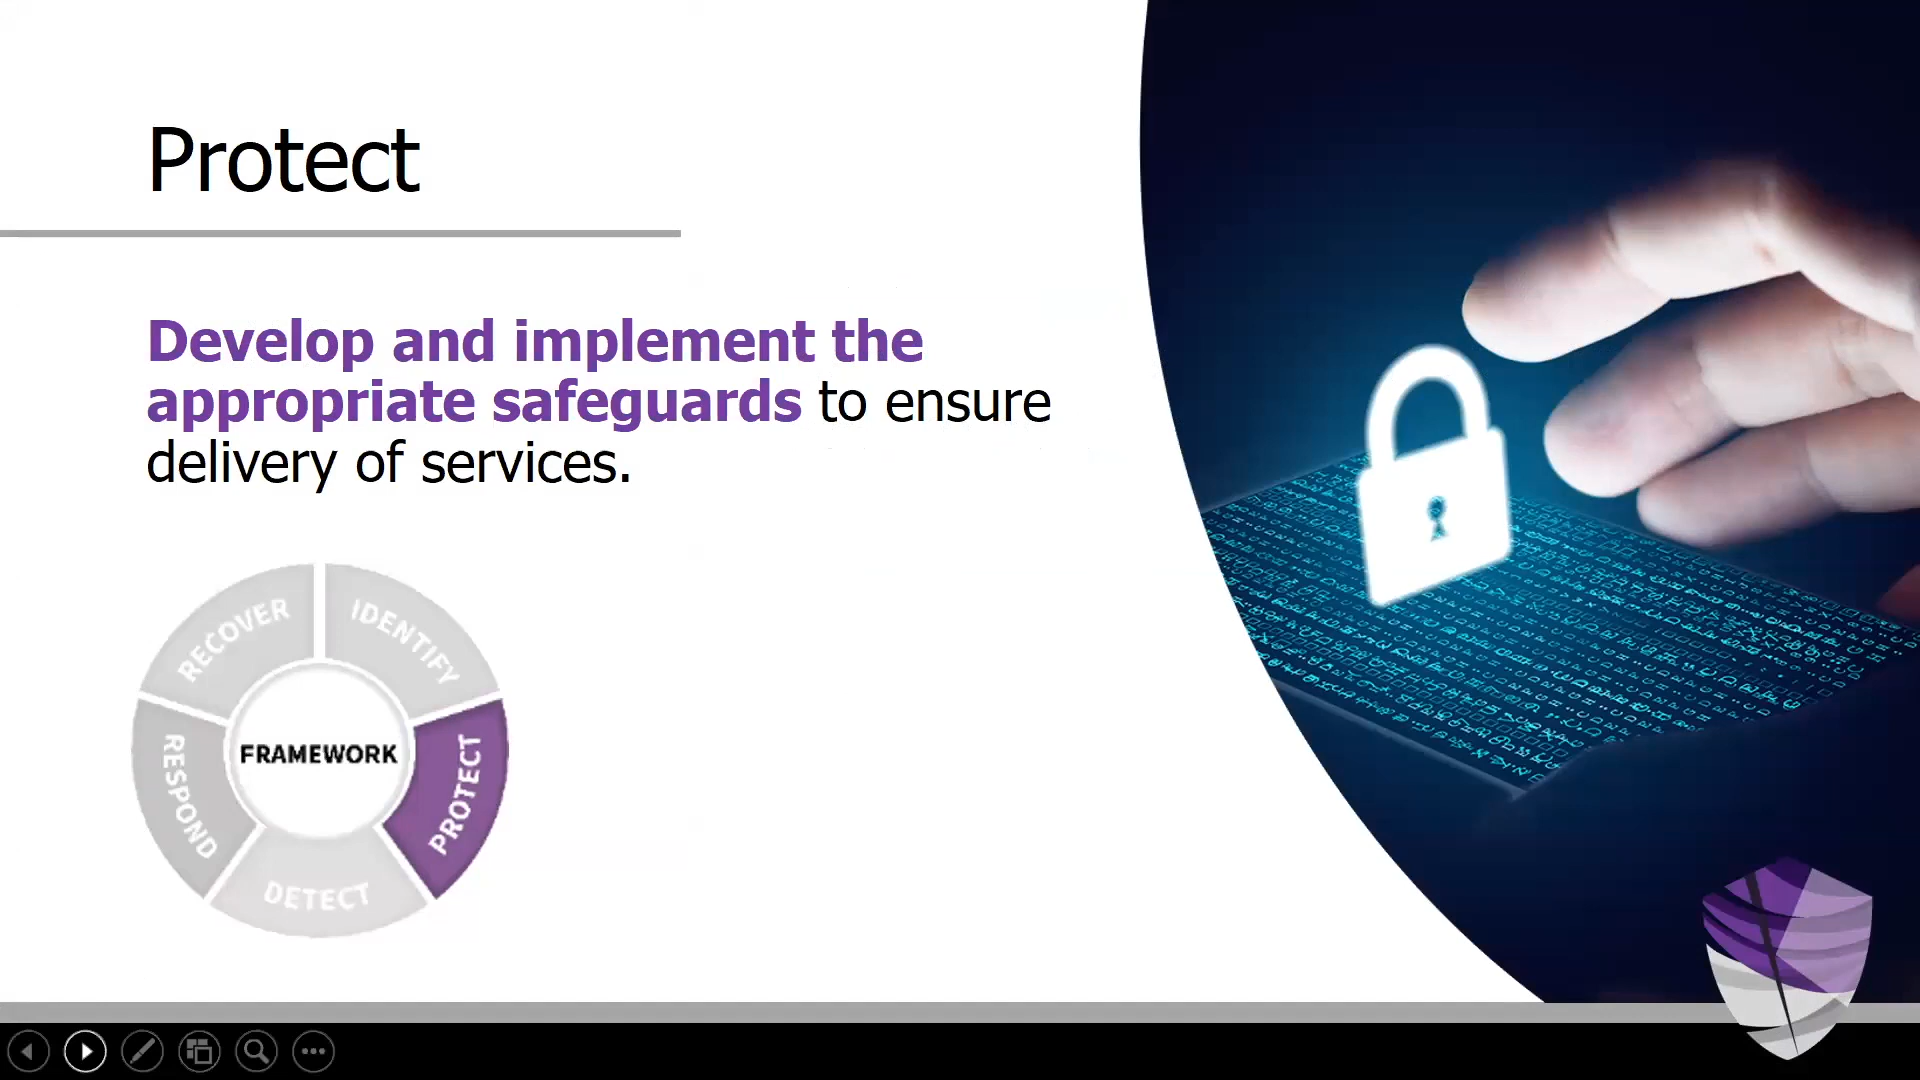 Protect
Develop and implement the
appropriate safeguards to ensure
delivery of services.
RECOVER
IDENTIFY
FRAMEWORK
RESPOND
PROTECT
DETECT